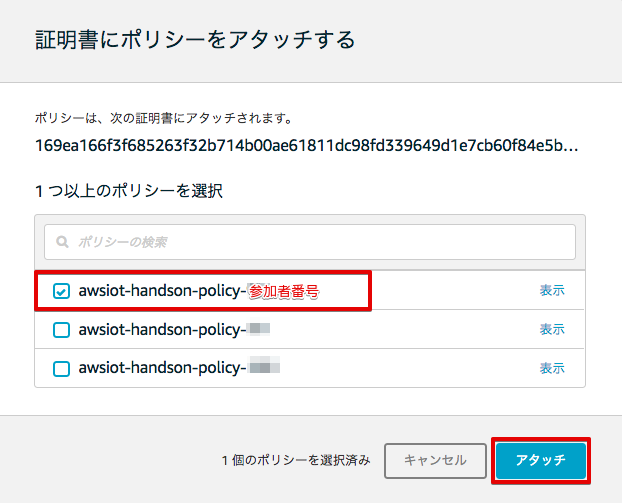 証明書にポリシーをアタッチする
ポリシーは、次の証明書にアタッチされます。
169ea166f3f685263f32b714b00ae61811dc98fd339649d1e7cb60f84e5b...
1 つ以上のポリシーを選択
ポリシーの検索
awsiot-handson-policy-参加者番号 表示
awsiot-handson-policy- 表示
awsiot-handson-policy- 表示
1 個のポリシーを選択済み キャンセル アタッチ